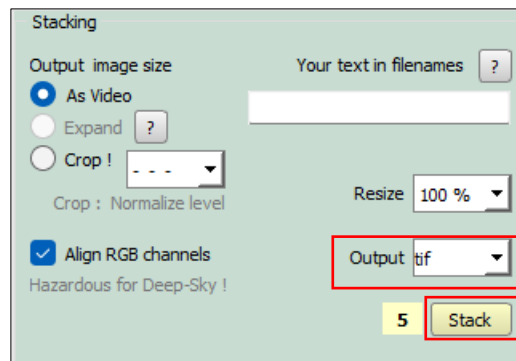 Stacking
Output image size
Your text in filenames ?
As Video
Expand ?
Crop ! - - -
Resize 100 %
Crop : Normalize level
Align RGB channels
Output tif
Hazardous for Deep-Sky !
5 Stack